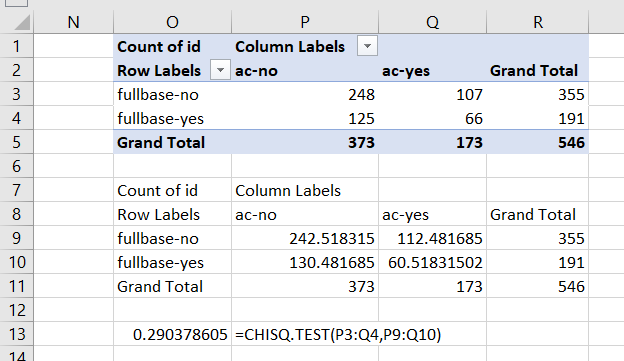 N O P Q R
1 Count of id Column Labels
2 Row Labels ac-no ac-yes Grand Total
3 fullbase-no 248 107 355
4 fullbase-yes 125 66 191
5 Grand Total 373 173 546
6
7 Count of id Column Labels
8 Row Labels ac-no ac-yes Grand Total
9 fullbase-no 242.518315 112.481685 355
10 fullbase-yes 130.481685 60.51831502 191
11 Grand Total 373 173 546
12
13 0.290378605 =CHISQ.TEST(P3:Q4,P9:Q10)
14